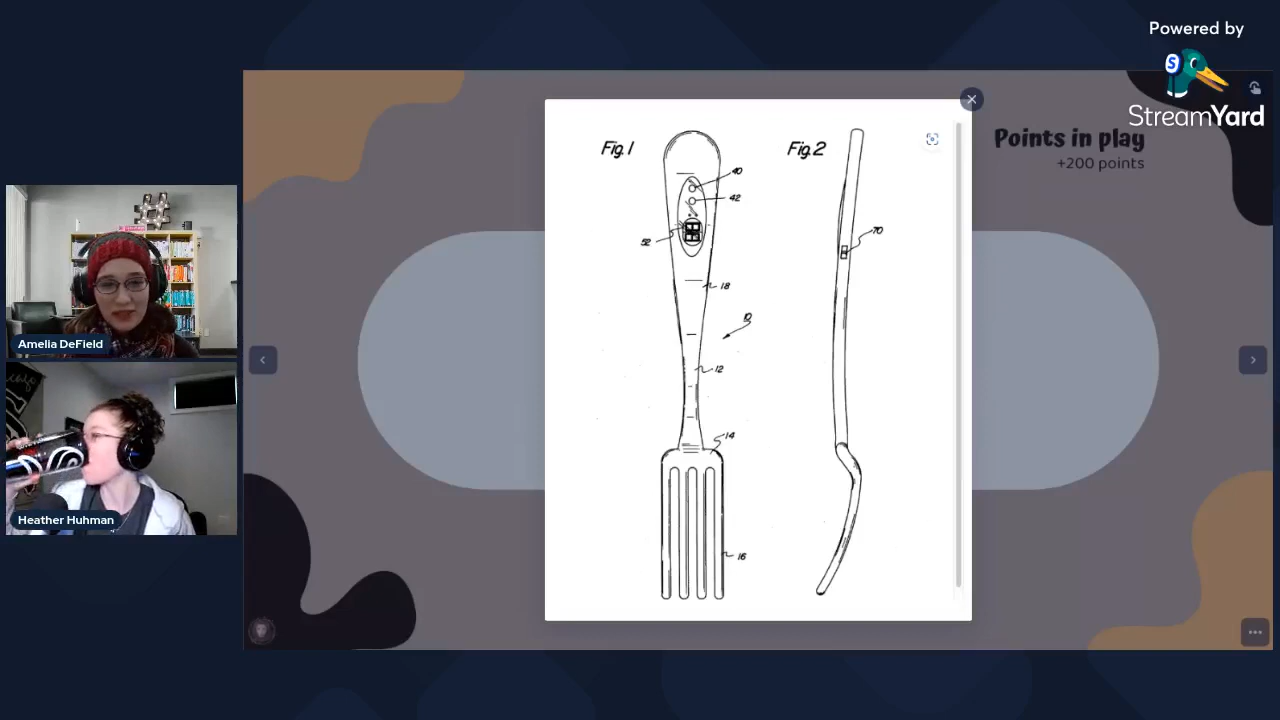 Powered by
StreamYard
Points in play
+200 points
Fig.1
Fig.2
40
42
52
70
18
10
12
14
16
Amelia DeField
Heather Huhman